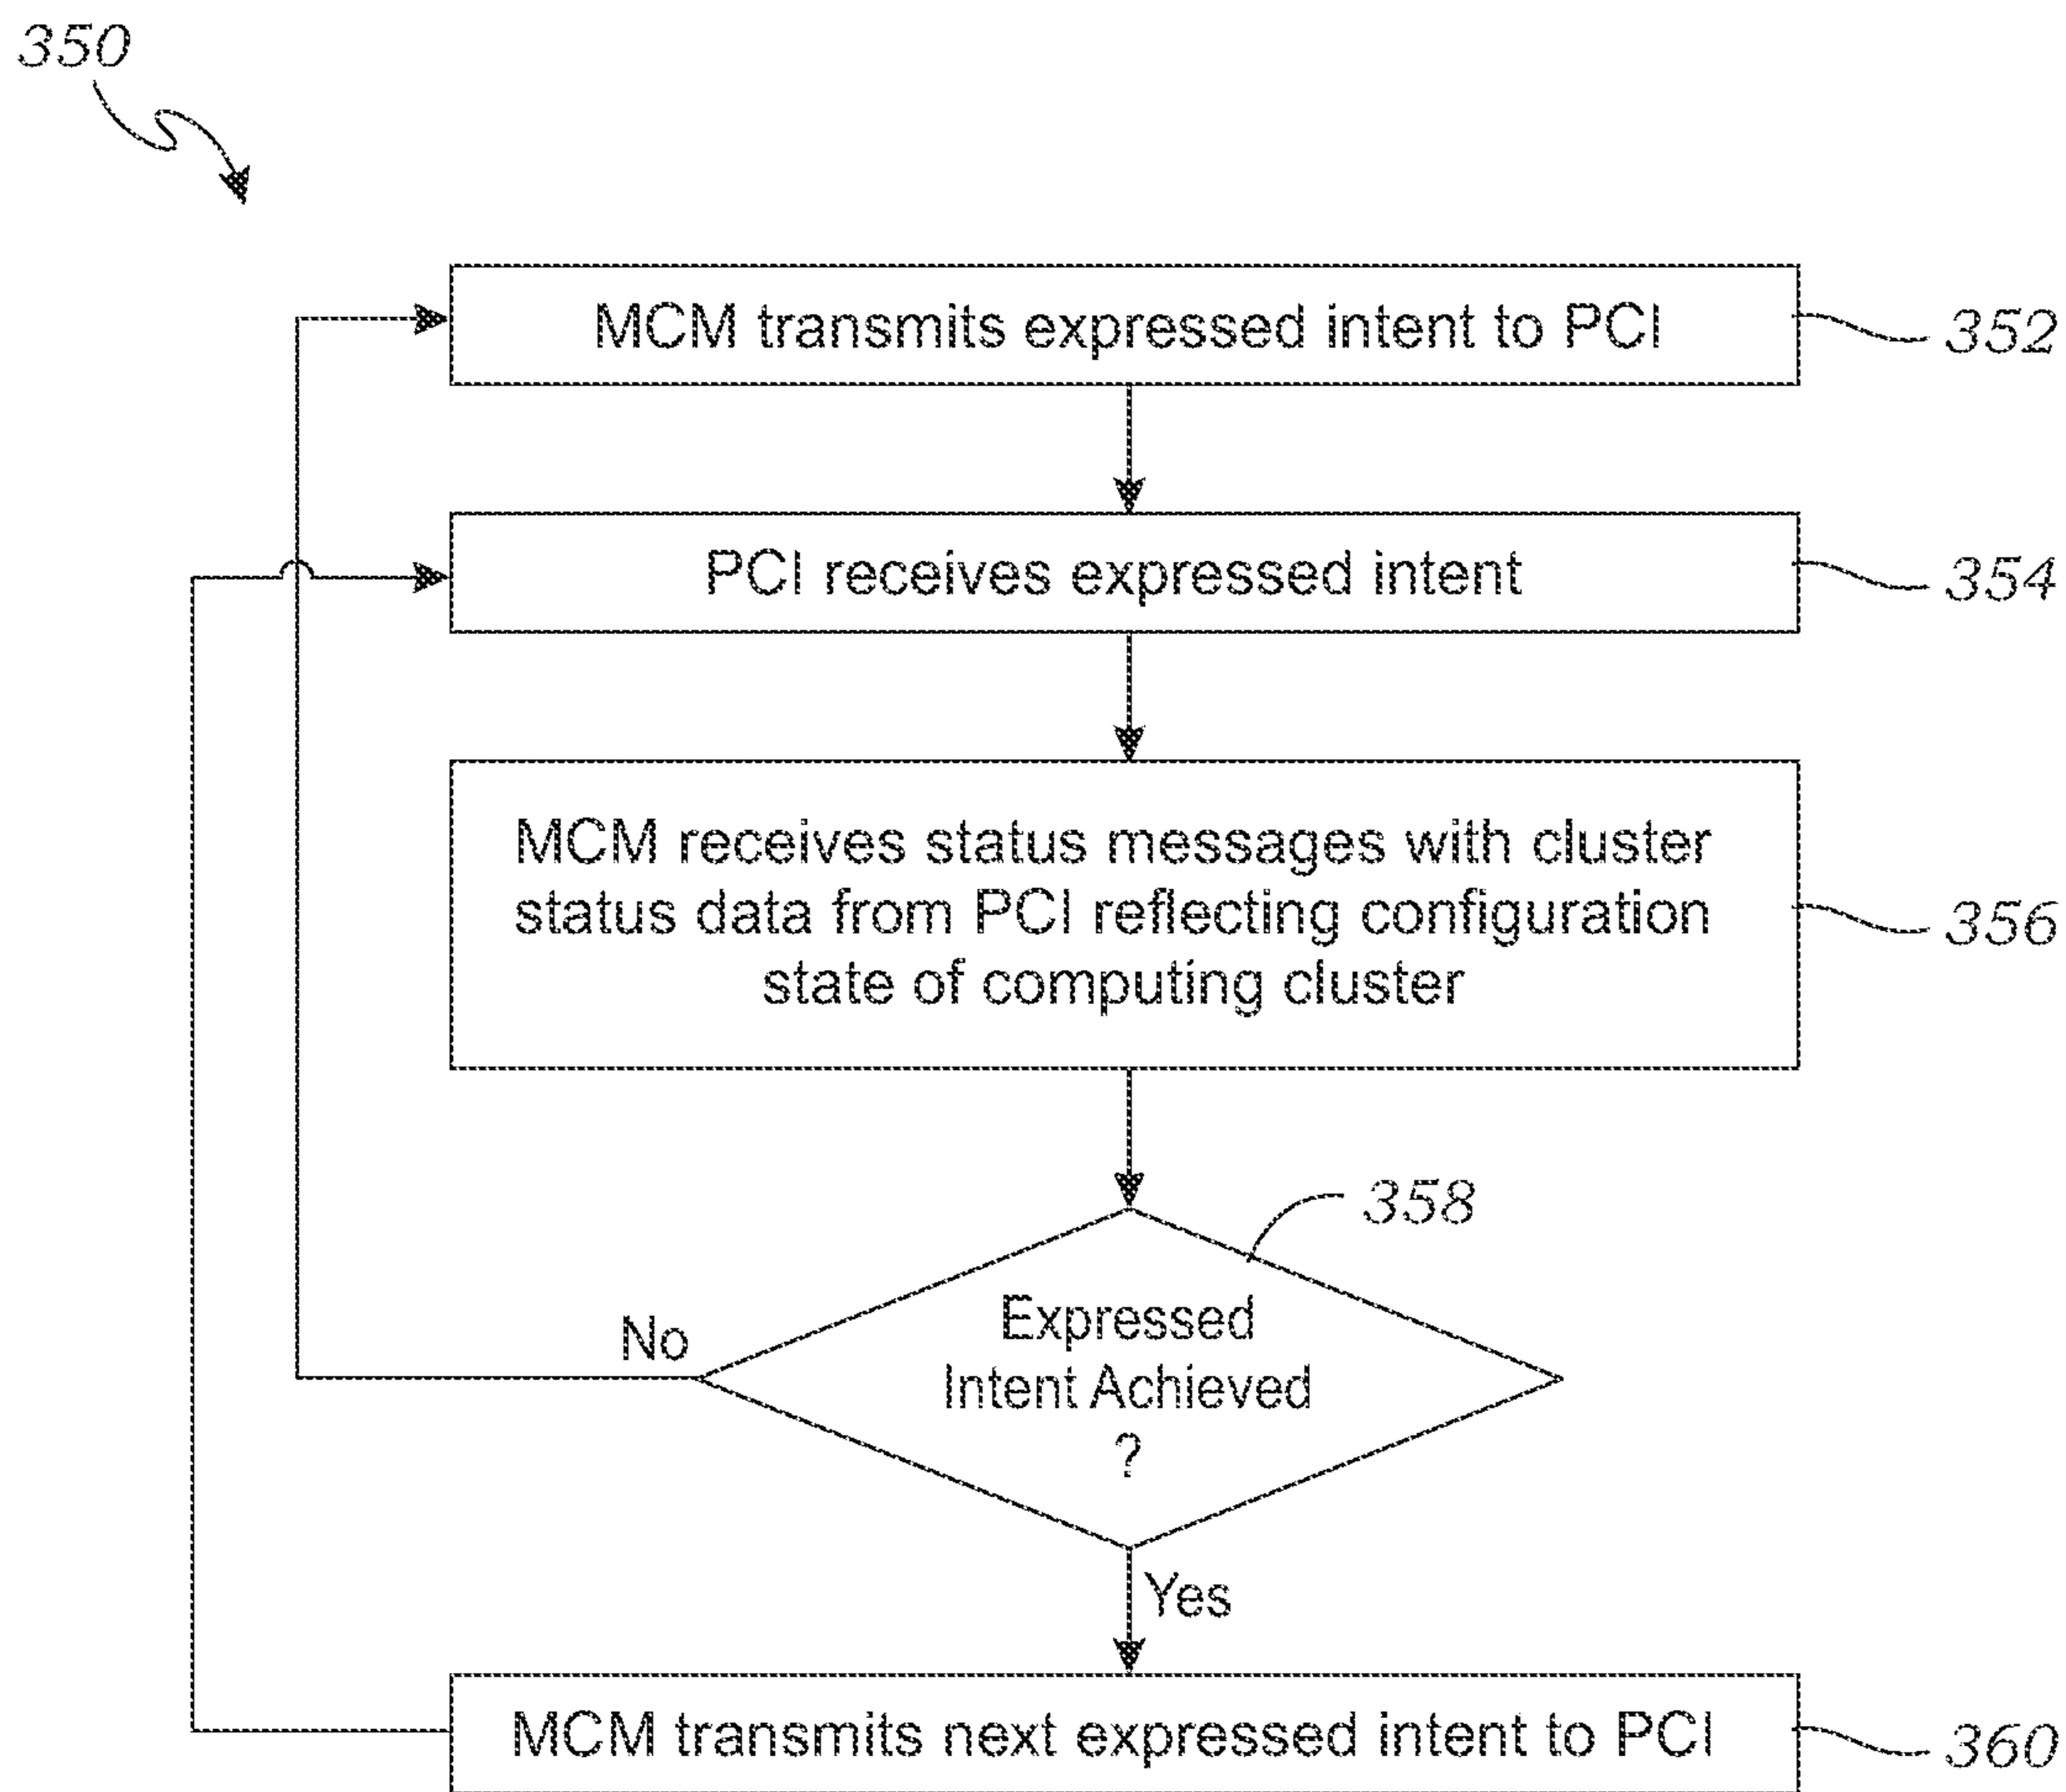 350
MCM transmits expressed intent to PCI
352
PCI receives expressed intent
354
MCM receives status messages with cluster
status data from PCI reflecting configuration
state of computing cluster
356
358
Expressed
Intent Achieved
?
No
Yes
MCM transmits next expressed intent to PCI
360